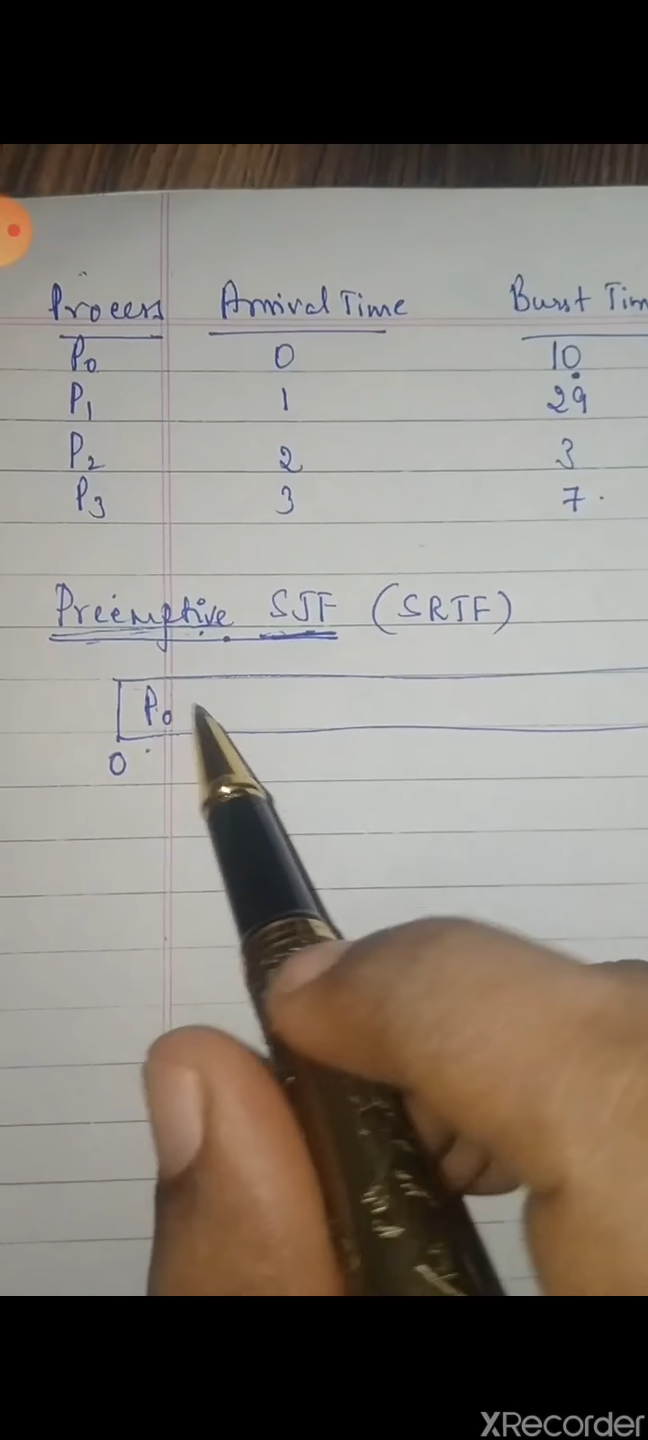 Process Arrival Time Burst Tim
P0 0 10
P1 1 29
P2 2 3
P3 3 7.
Preemptive SJF (SRTF)
P0
0
XRecorder